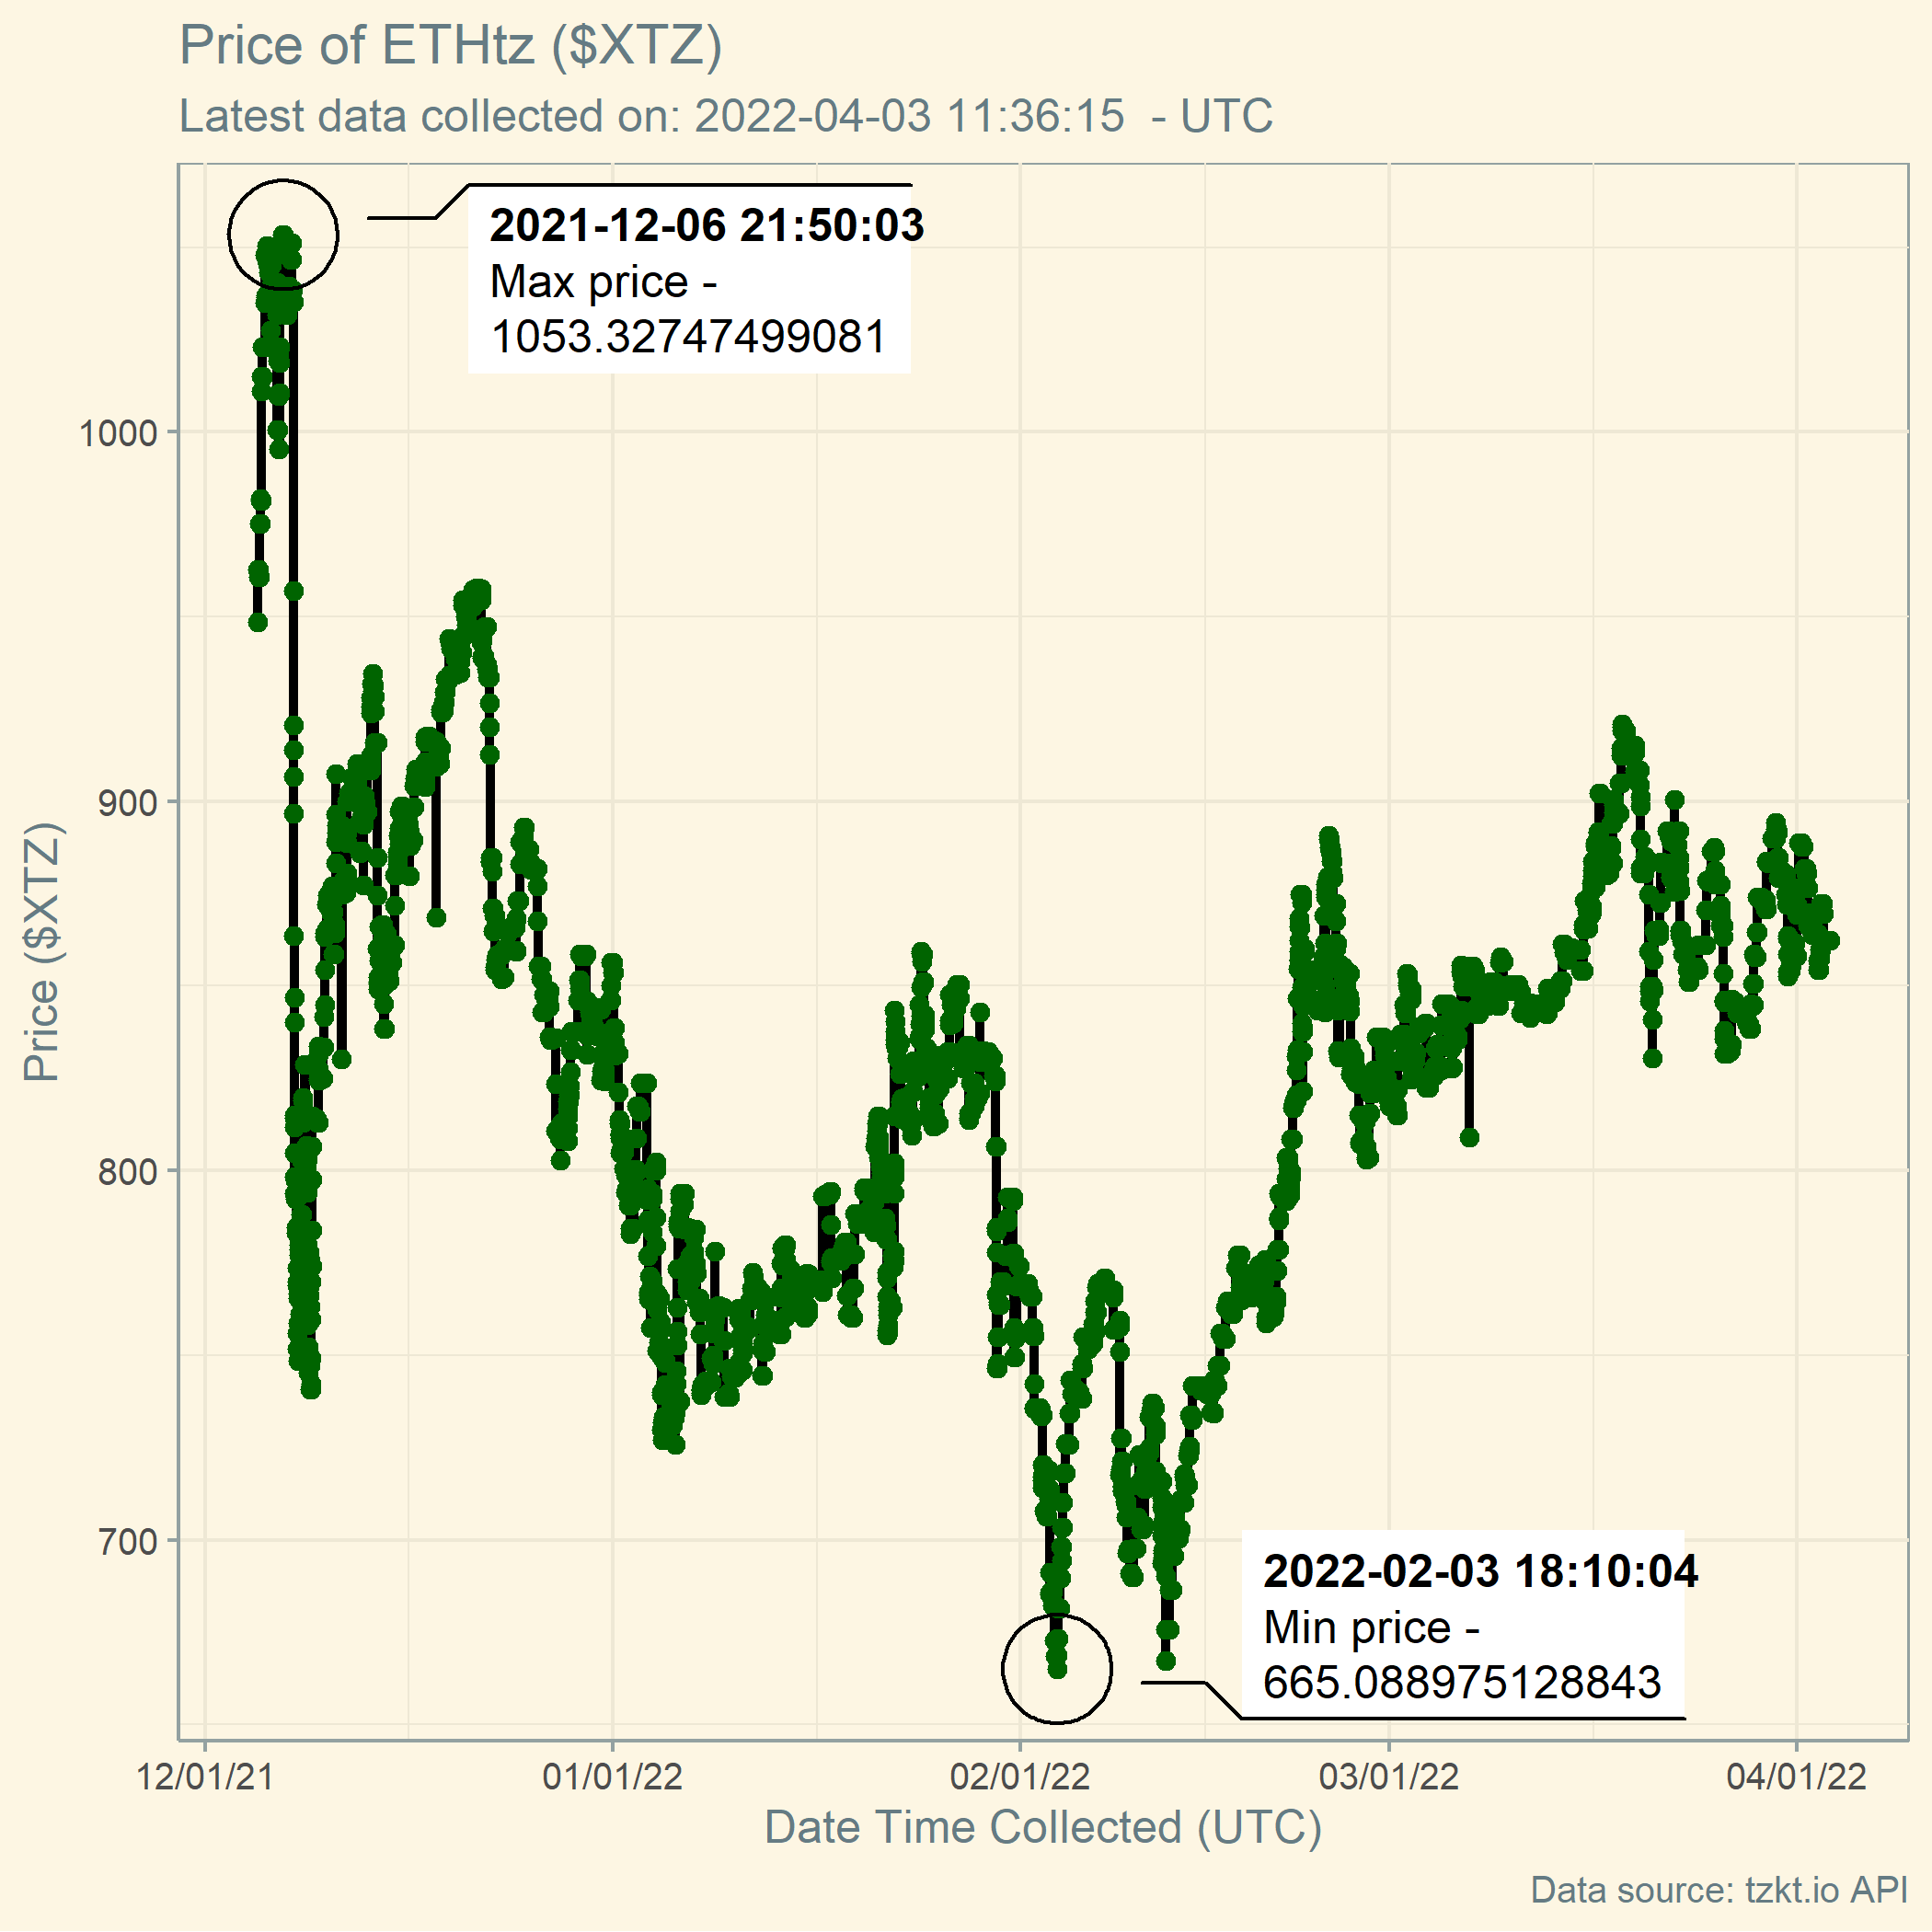 Price of ETHtz ($XTZ)
Latest data collected on: 2022-04-03 11:36:15  - UTC
2021-12-06 21:50:03
Max price -
1053.32747499081
1000
900
800
700
Price ($XTZ)
2022-02-03 18:10:04
Min price -
665.088975128843
12/01/21
01/01/22
02/01/22
03/01/22
04/01/22
Date Time Collected (UTC)
Data source: tzkt.io API